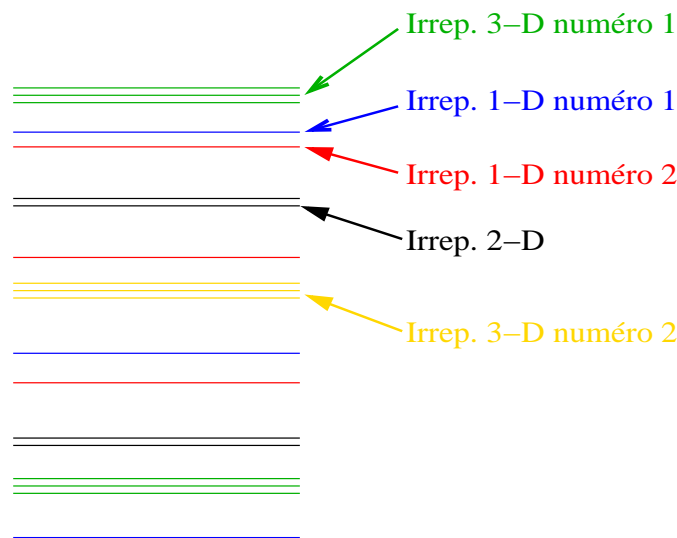 Irrep. 3–D numéro 1
Irrep. 1–D numéro 1
Irrep. 1–D numéro 2
Irrep. 2–D
Irrep. 3–D numéro 2